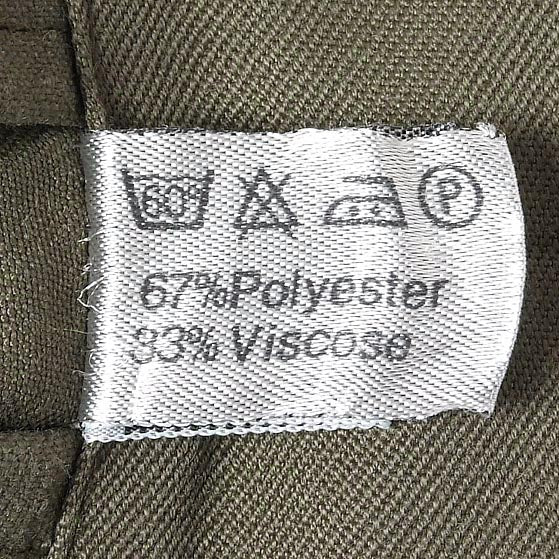 60° P
67% Polyester
33% Viscose